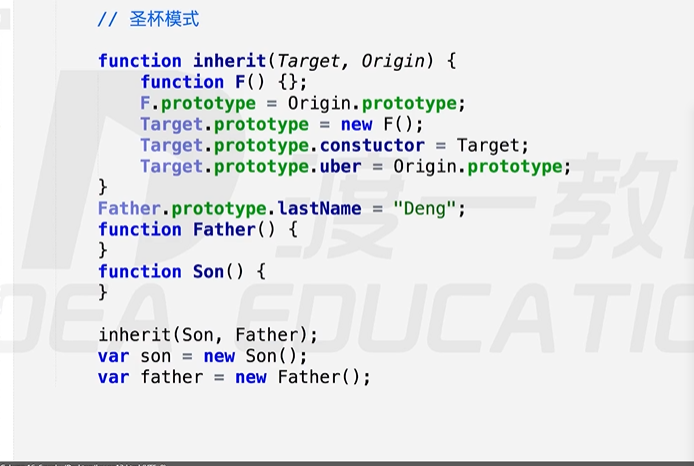 // 圣杯模式
function inherit(Target, Origin) {
    function F() {};
    F.prototype = Origin.prototype;
    Target.prototype = new F();
    Target.prototype.constuctor = Target;
    Target.prototype.uber = Origin.prototype;
}
Father.prototype.lastName = "Deng";
function Father() {
}
function Son() {
}
inherit(Son, Father);
var son = new Son();
var father = new Father();
渡一教
IDEA EDUCATIO